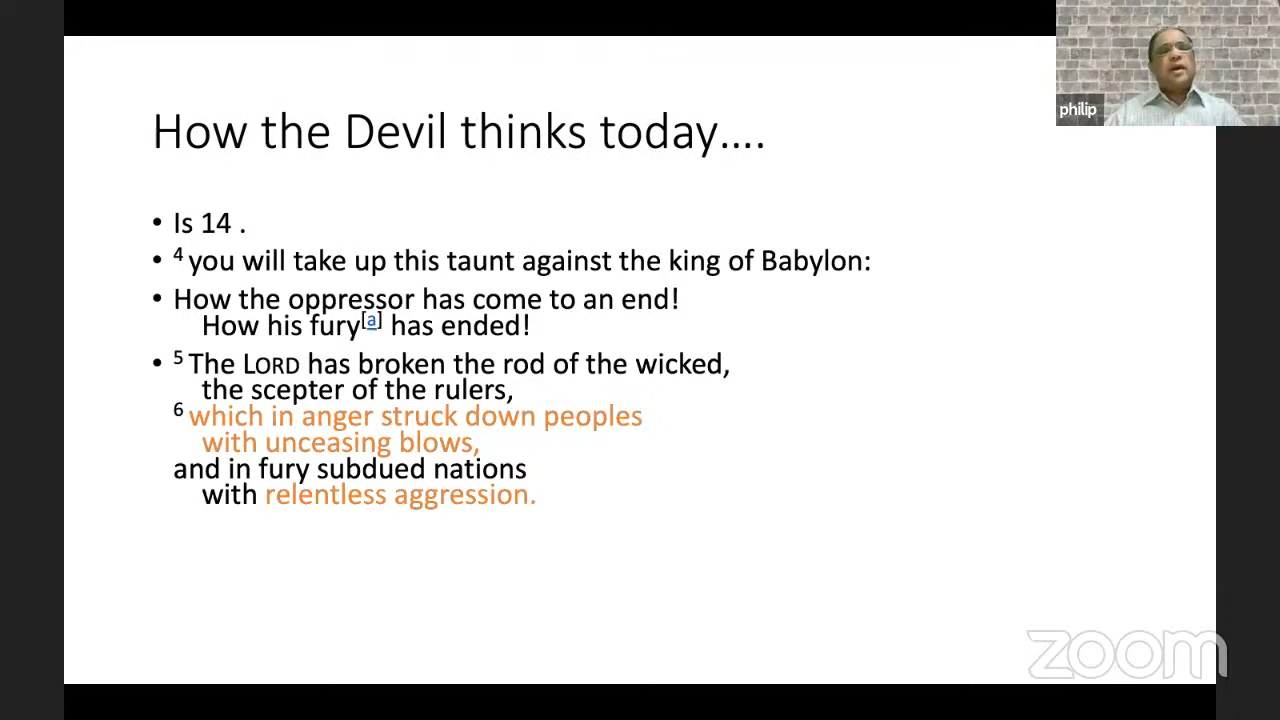 How the Devil thinks today....
philip
• Is 14 .
• 4 you will take up this taunt against the king of Babylon:
• How the oppressor has come to an end!
How his fury[a] has ended!
• 5 The LORD has broken the rod of the wicked,
the scepter of the rulers,
6 which in anger struck down peoples
with unceasing blows,
and in fury subdued nations
with relentless aggression.
zoom